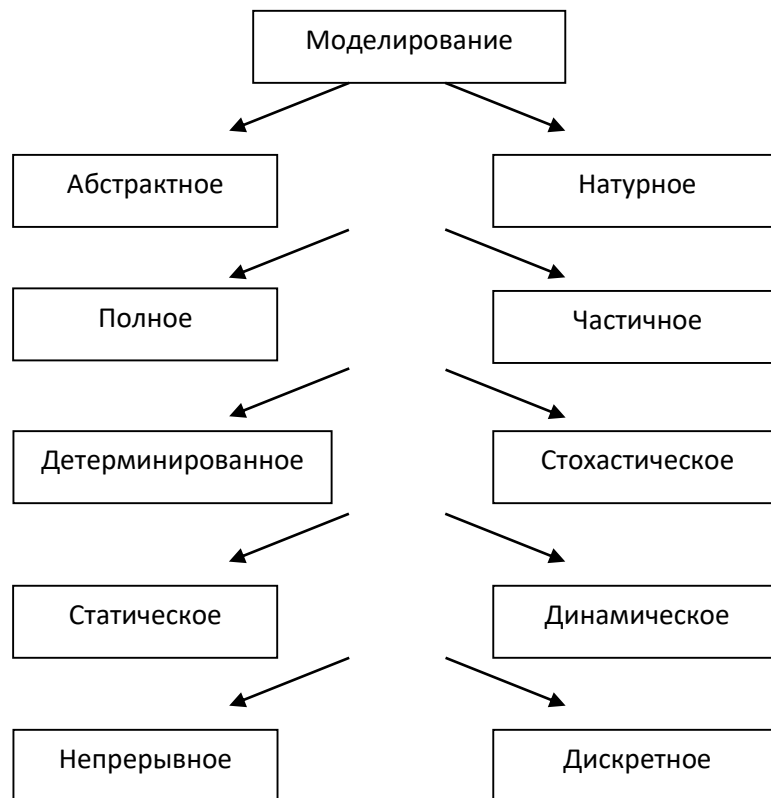 Моделирование
Абстрактное
Натурное
Полное
Частичное
Детерминированное
Стохастическое
Статическое
Динамическое
Непрерывное
Дискретное